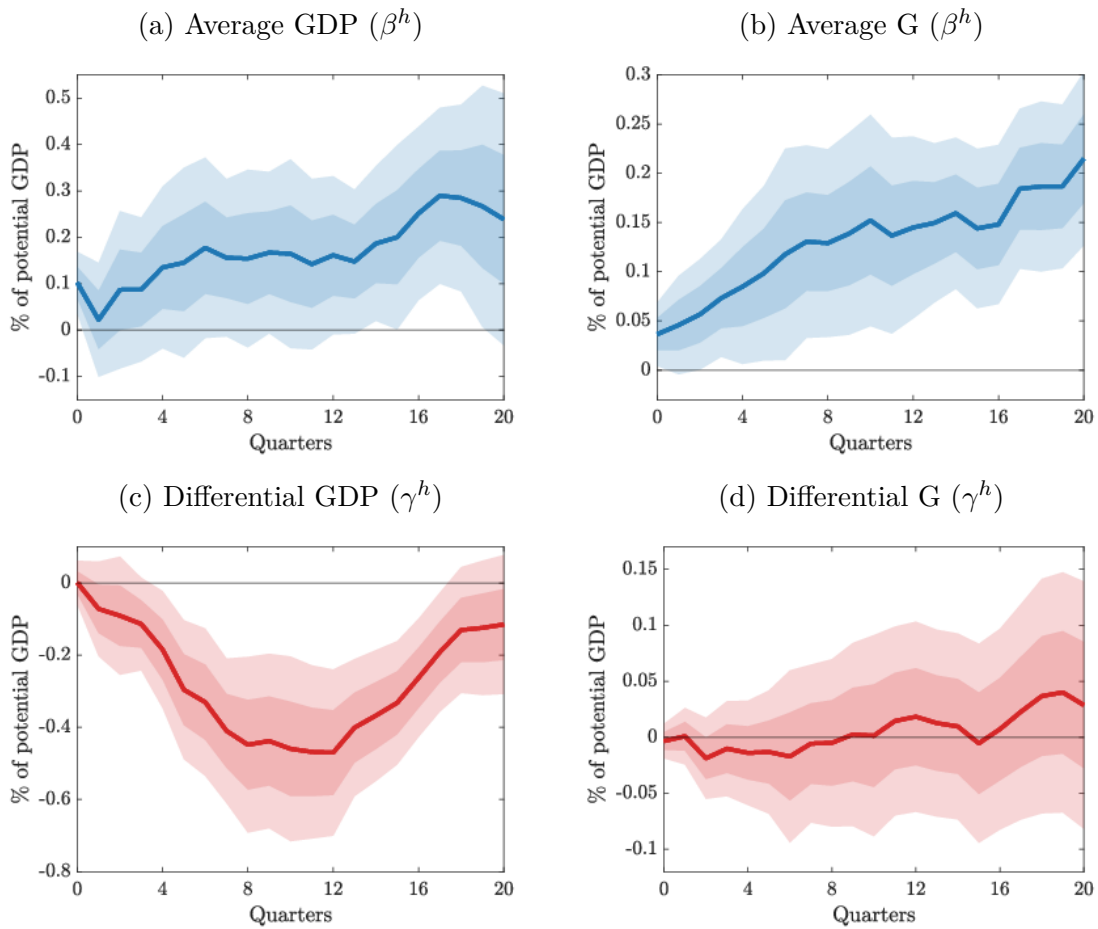 (a) Average GDP (β^h)
(b) Average G (β^h)
% of potential GDP
0.5
0.4
0.3
0.2
0.1
0
-0.1
0 4 8 12 16 20
Quarters
% of potential GDP
0.3
0.25
0.2
0.15
0.1
0.05
0
0 4 8 12 16 20
Quarters
(c) Differential GDP (γ^h)
(d) Differential G (γ^h)
% of potential GDP
0
-0.2
-0.4
-0.6
-0.8
0 4 8 12 16 20
Quarters
% of potential GDP
0.15
0.1
0.05
0
-0.05
-0.1
0 4 8 12 16 20
Quarters